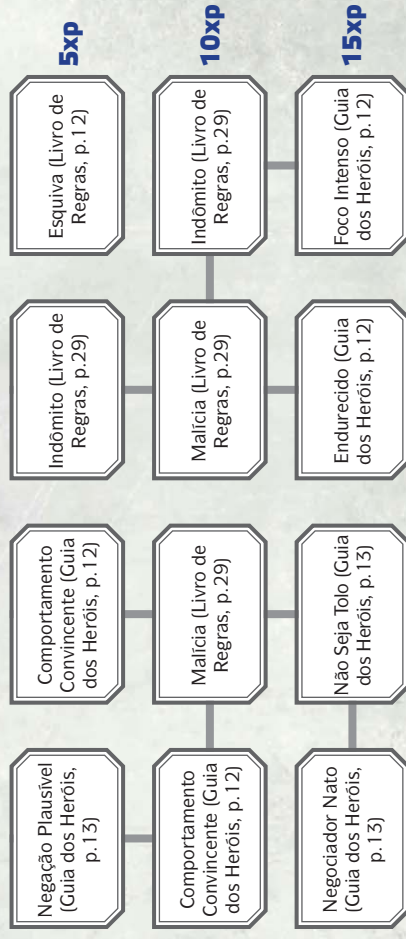 Negação Plausível
(Guia dos Heróis,
p.13)
Comportamento
Convincente (Guia
dos Heróis, p.12)
Indômito (Livro de
Regras, p.29)
Esquiva (Livro de
Regras, p.12)
5xp
Comportamento
Convincente (Guia
dos Heróis, p.12)
Malícia (Livro de
Regras, p.29)
Malícia (Livro de
Regras, p.29)
Indômito (Livro de
Regras, p.29)
10xp
Negociador Nato
(Guia dos Heróis,
p.13)
Não Seja Tolo (Guia
dos Heróis, p.13)
Endurecido (Guia
dos Heróis, p.12)
Foco Intenso (Guia
dos Heróis, p.12)
15xp